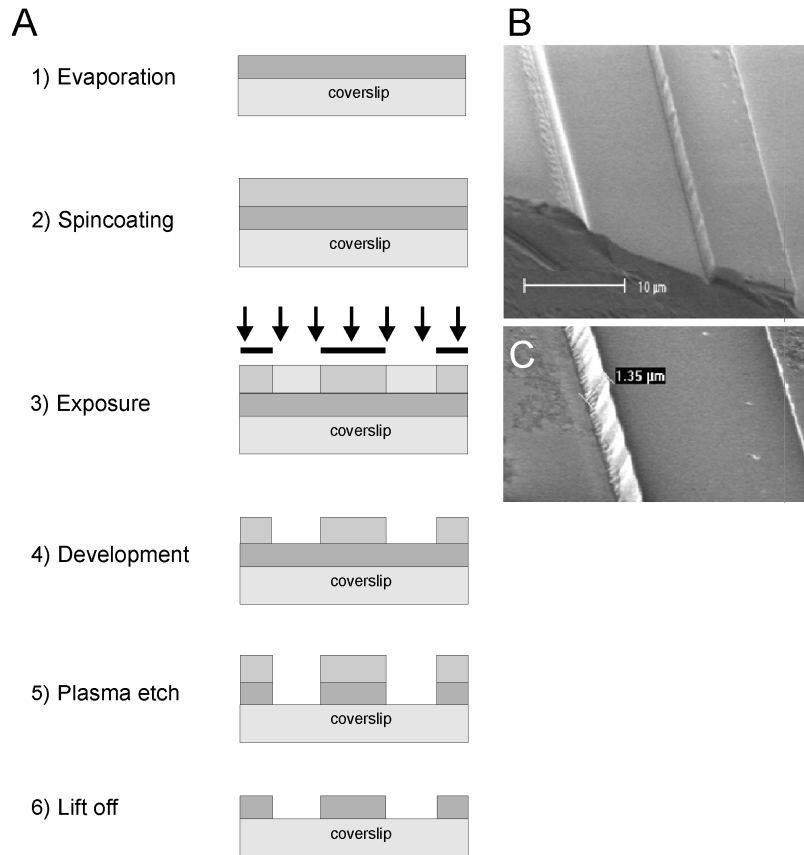 A
1) Evaporation
coverslip
2) Spincoating
coverslip
3) Exposure
coverslip
4) Development
coverslip
5) Plasma etch
coverslip
6) Lift off
coverslip
B
10 µm
C
1.35 µm